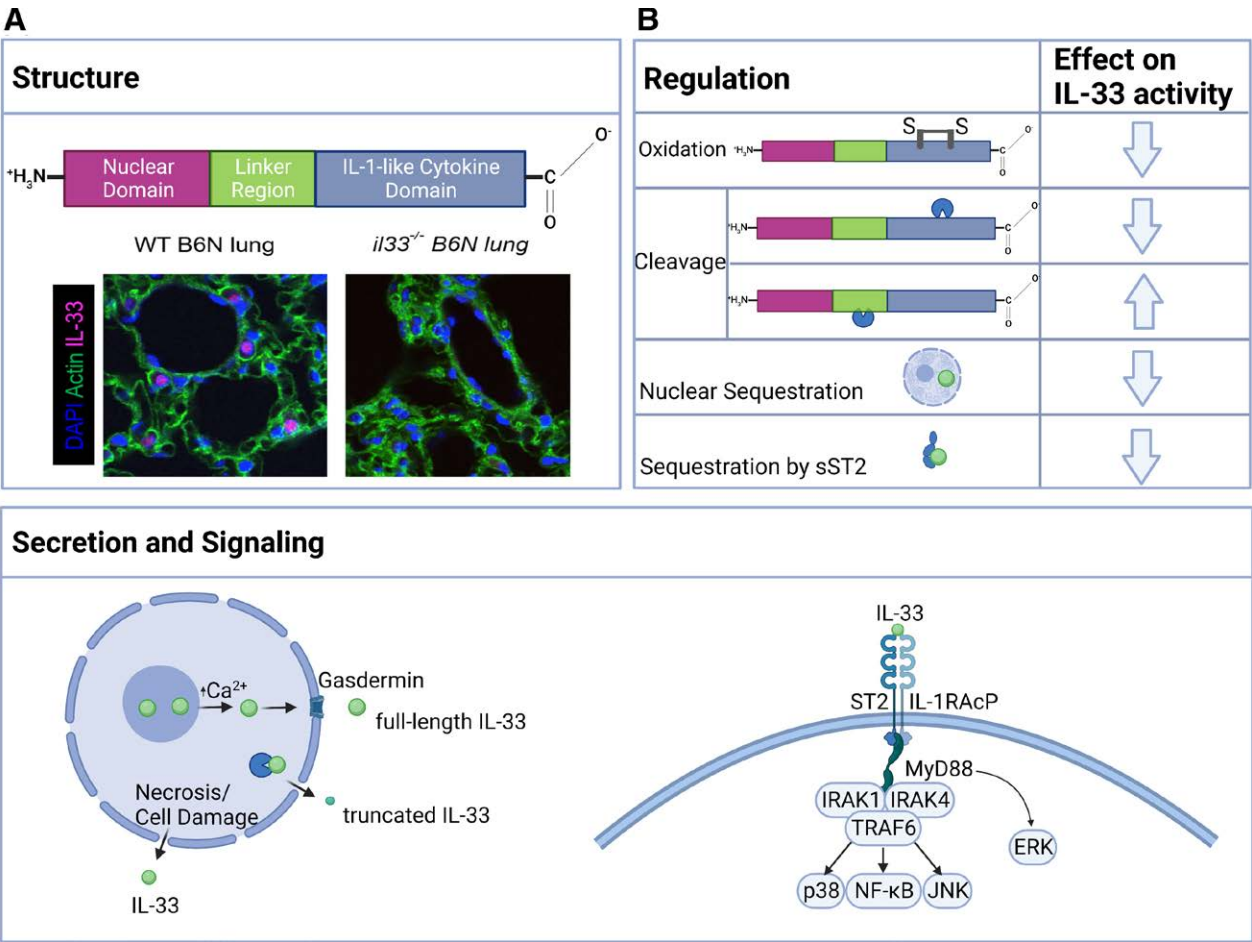 A
Structure
⁺H₃N
Nuclear
Domain
Linker
Region
IL-1-like Cytokine
Domain
C
O⁻
O
WT B6N lung
il33⁻/⁻ B6N lung
DAPI Actin IL-33
B
Regulation
Effect on
IL-33 activity
Oxidation
⁺H₃N
S S
C
O⁻
O
Cleavage
⁺H₃N
C
O⁻
O
⁺H₃N
C
O⁻
O
Nuclear Sequestration
Sequestration by sST2
Secretion and Signaling
↑Ca²⁺
Gasdermin
full-length IL-33
Necrosis/
Cell Damage
truncated IL-33
IL-33
IL-33
ST2 IL-1RAcP
MyD88
IRAK1 IRAK4
TRAF6
ERK
p38 NF-κB JNK